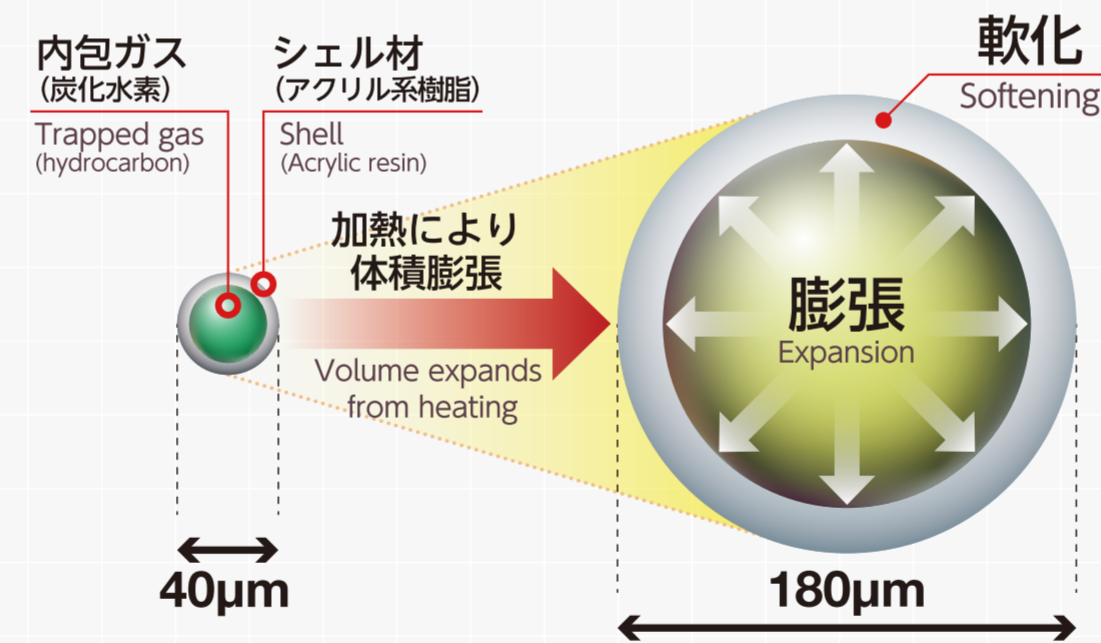 内包ガス
（炭化水素）
Trapped gas
(hydrocarbon)
シェル材
（アクリル系樹脂）
Shell
(Acrylic resin)
軟化
Softening
加熱により
体積膨張
Volume expands
from heating
膨張
Expansion
40μm
180μm